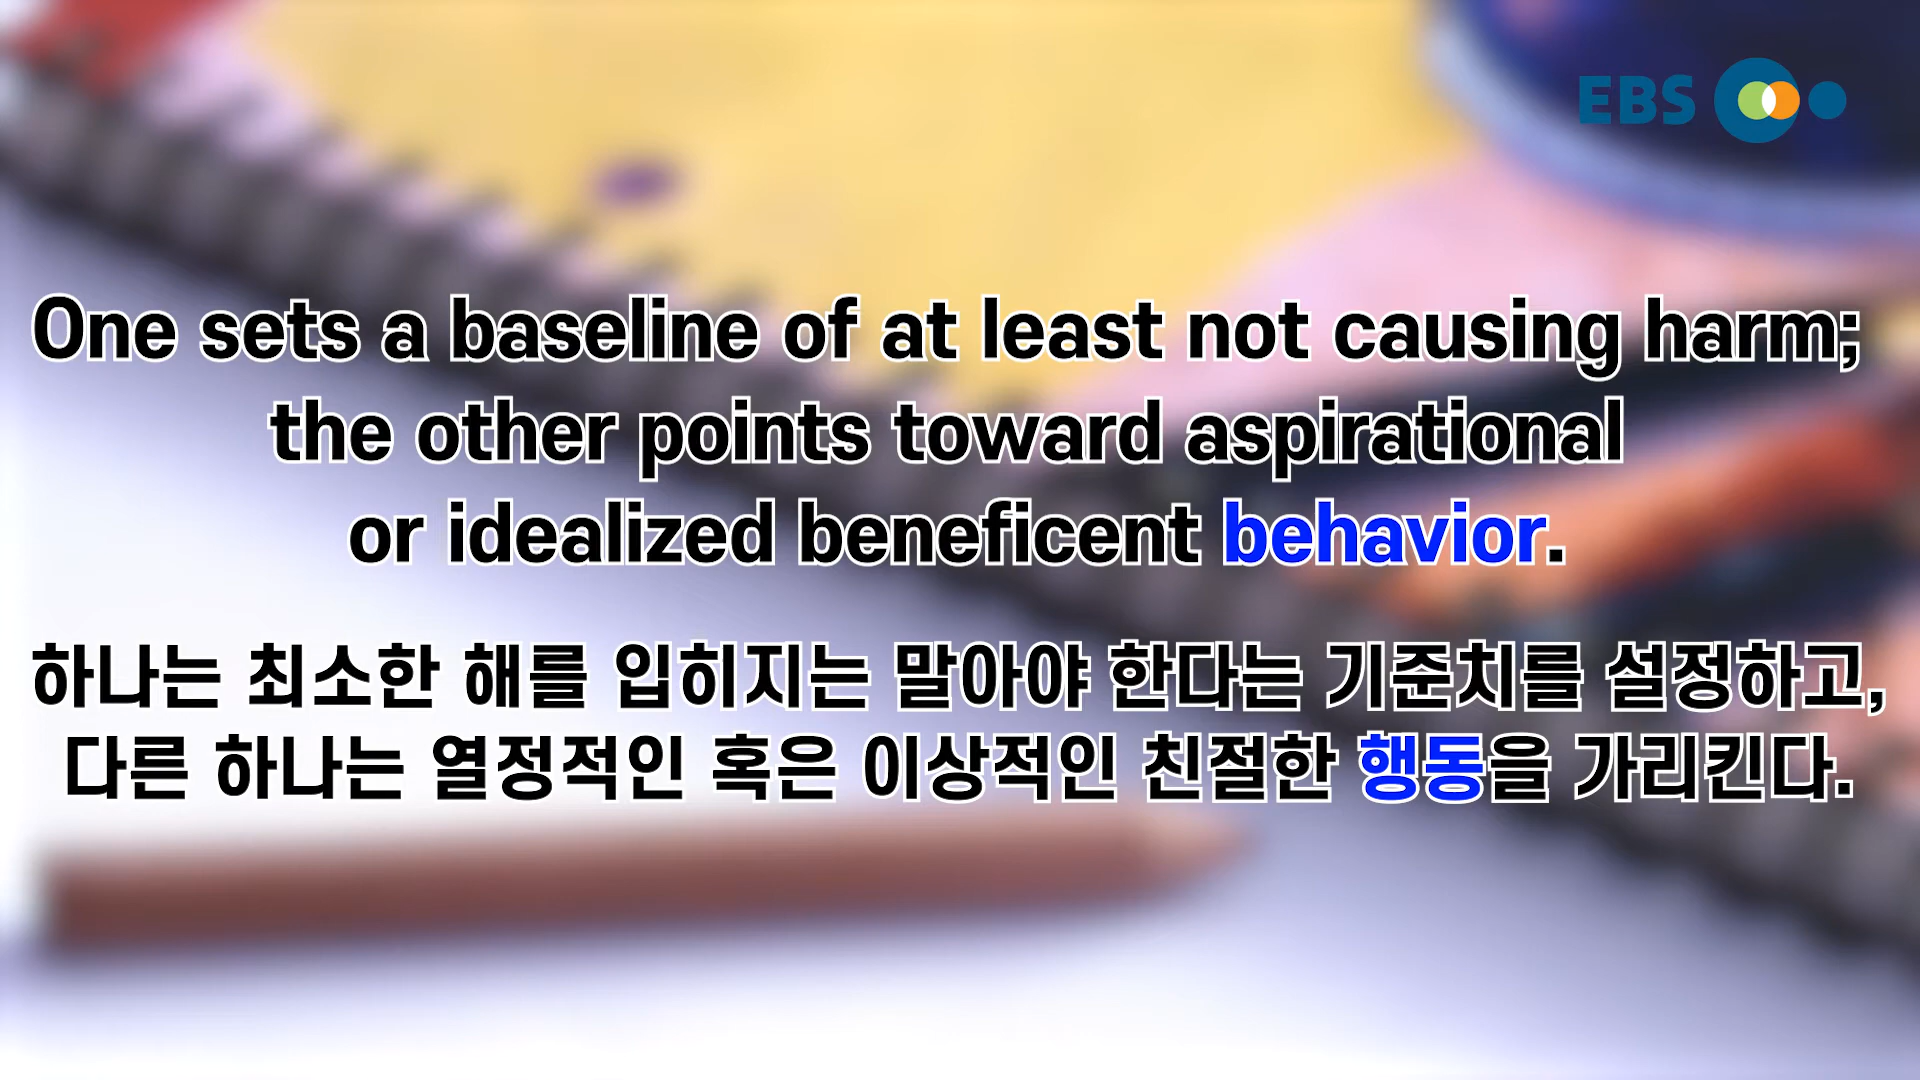 EBS
One sets a baseline of at least not causing harm;
the other points toward aspirational
or idealized beneficent behavior.
하나는 최소한 해를 입히지는 말아야 한다는 기준치를 설정하고,
다른 하나는 열정적인 혹은 이상적인 친절한 행동을 가리킨다.